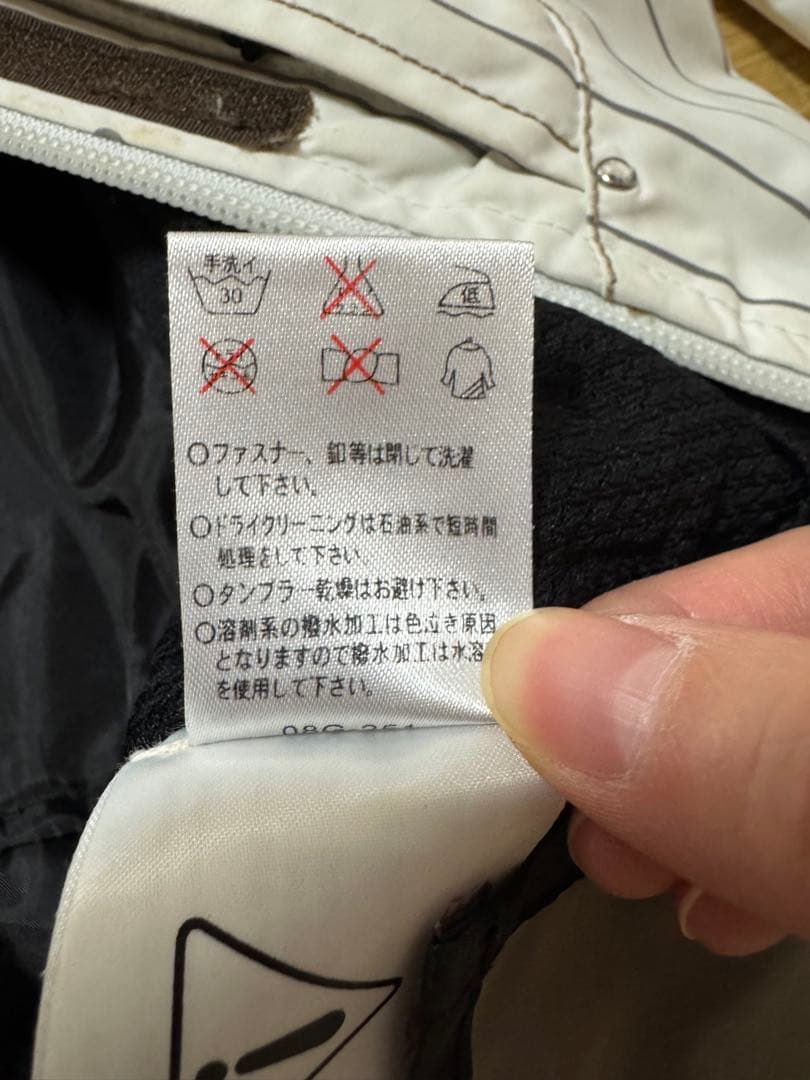 手洗イ
30
低
○ファスナー、釦等は閉じて洗濯
して下さい。
○ドライクリーニングは石油系で短時間
処理をして下さい。
○タンブラー乾燥はお避け下さい。
○溶剤系の撥水加工は色泣き原因
となりますので撥水加工は水溶
を使用して下さい。